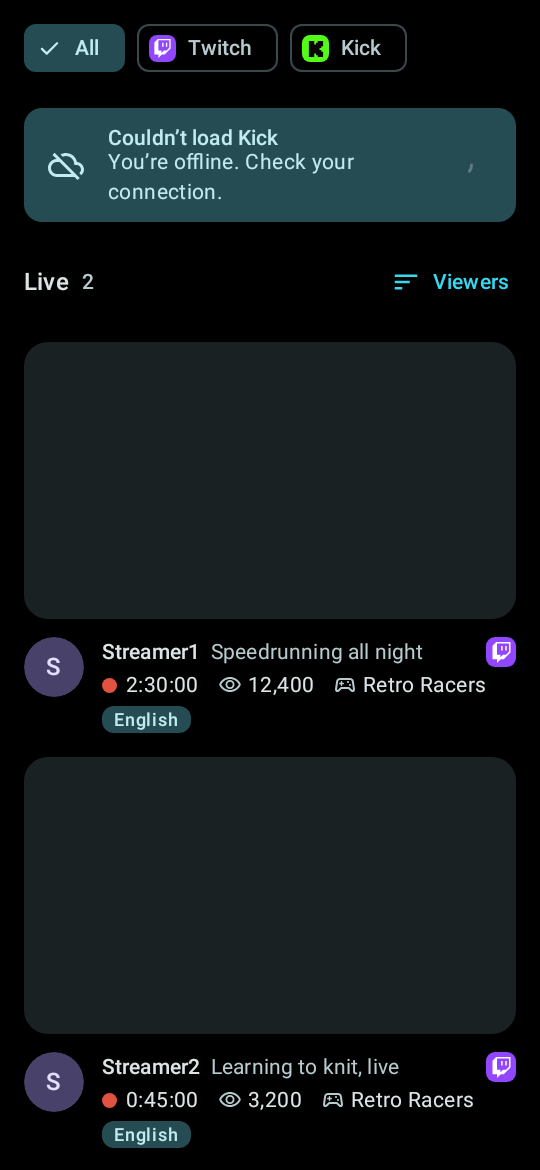 All Twitch Kick
Couldn’t load Kick
You’re offline. Check your
connection.
Live 2 Viewers
S Streamer1 Speedrunning all night
2:30:00 12,400 Retro Racers
English
S Streamer2 Learning to knit, live
0:45:00 3,200 Retro Racers
English